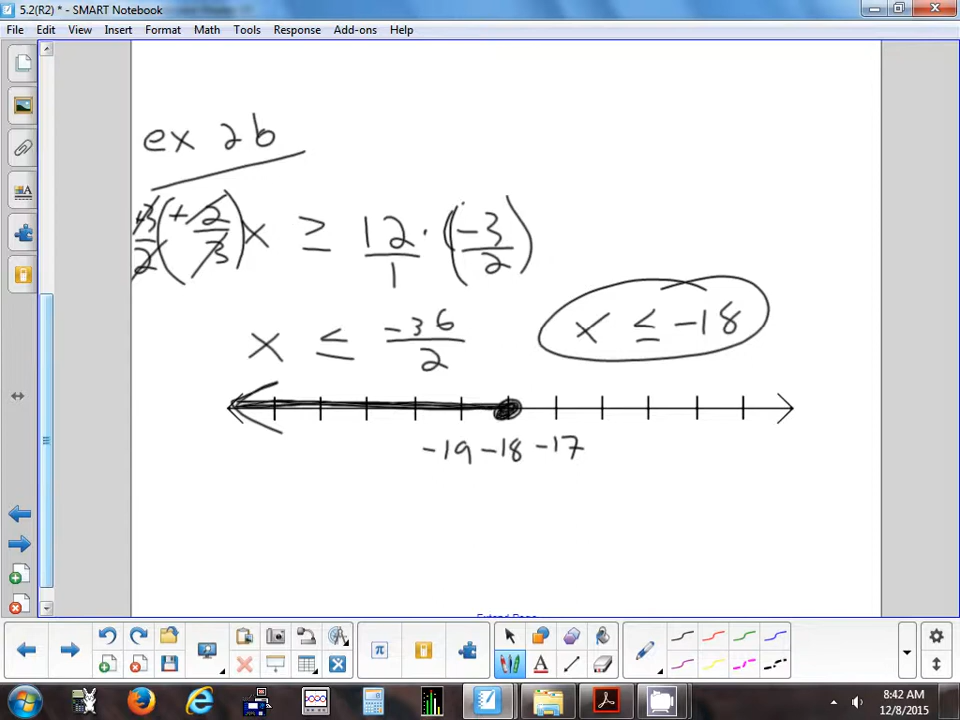 5.2(R2) * - SMART Notebook
File Edit View Insert Format Math Tools Response Add-ons Help
ex 2b
-3/2 (+ 2/3) x ≥ 12/1 · (-3/2)
x ≤ -36/2
x ≤ -18
-19 -18 -17
Extend Page
8:42 AM
12/8/2015